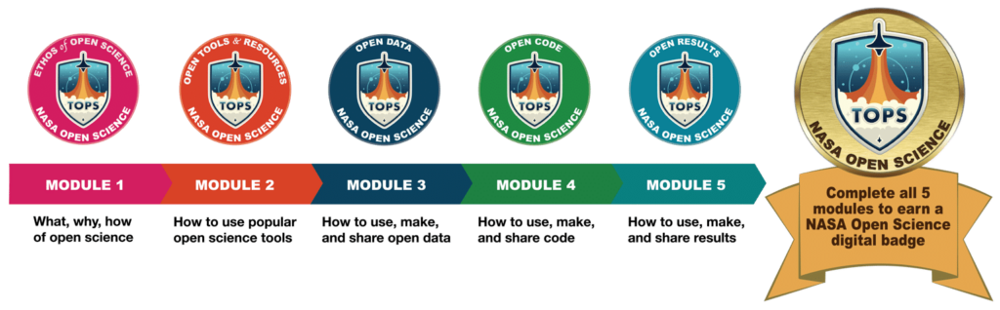 ETHOS of OPEN SCIENCE
TOPS
NASA OPEN SCIENCE
OPEN TOOLS & RESOURCES
TOPS
NASA OPEN SCIENCE
OPEN DATA
TOPS
NASA OPEN SCIENCE
OPEN CODE
TOPS
NASA OPEN SCIENCE
OPEN RESULTS
TOPS
NASA OPEN SCIENCE
TOPS
NASA OPEN SCIENCE
MODULE 1
MODULE 2
MODULE 3
MODULE 4
MODULE 5
What, why, how
of open science
How to use popular
open science tools
How to use, make,
and share open data
How to use, make,
and share code
How to use, make,
and share results
Complete all 5
modules to earn a
NASA Open Science
digital badge